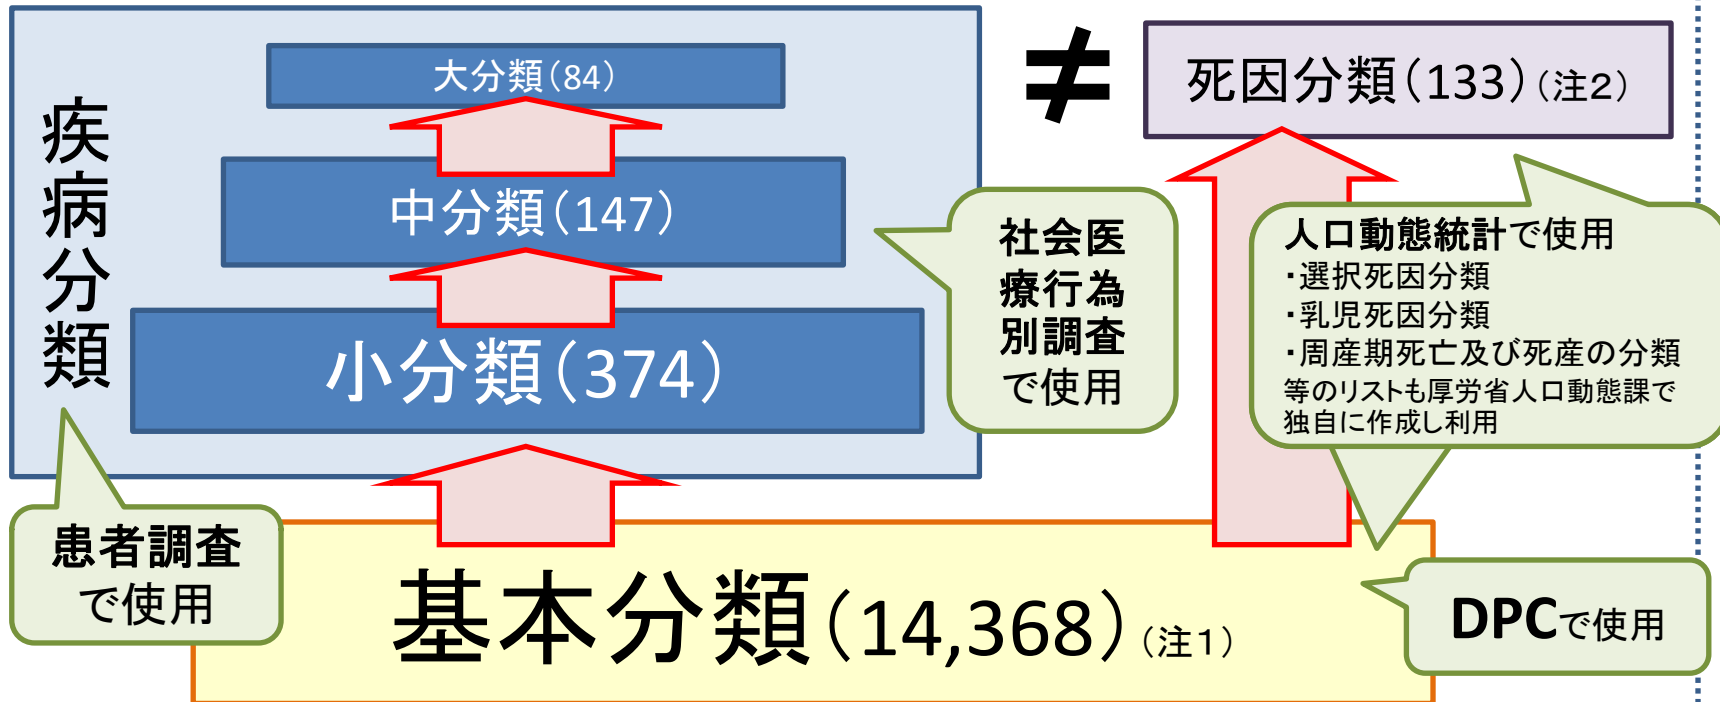 疾病分類
大分類(84)
中分類(147)
小分類(374)
≠
死因分類(133)(注2)
社会医
療行為
別調査
で使用
人口動態統計で使用
・選択死因分類
・乳児死因分類
・周産期死亡及び死産の分類
等のリストも厚労省人口動態課で
独自に作成し利用
患者調査
で使用
基本分類(14,368)(注1)
DPCで使用